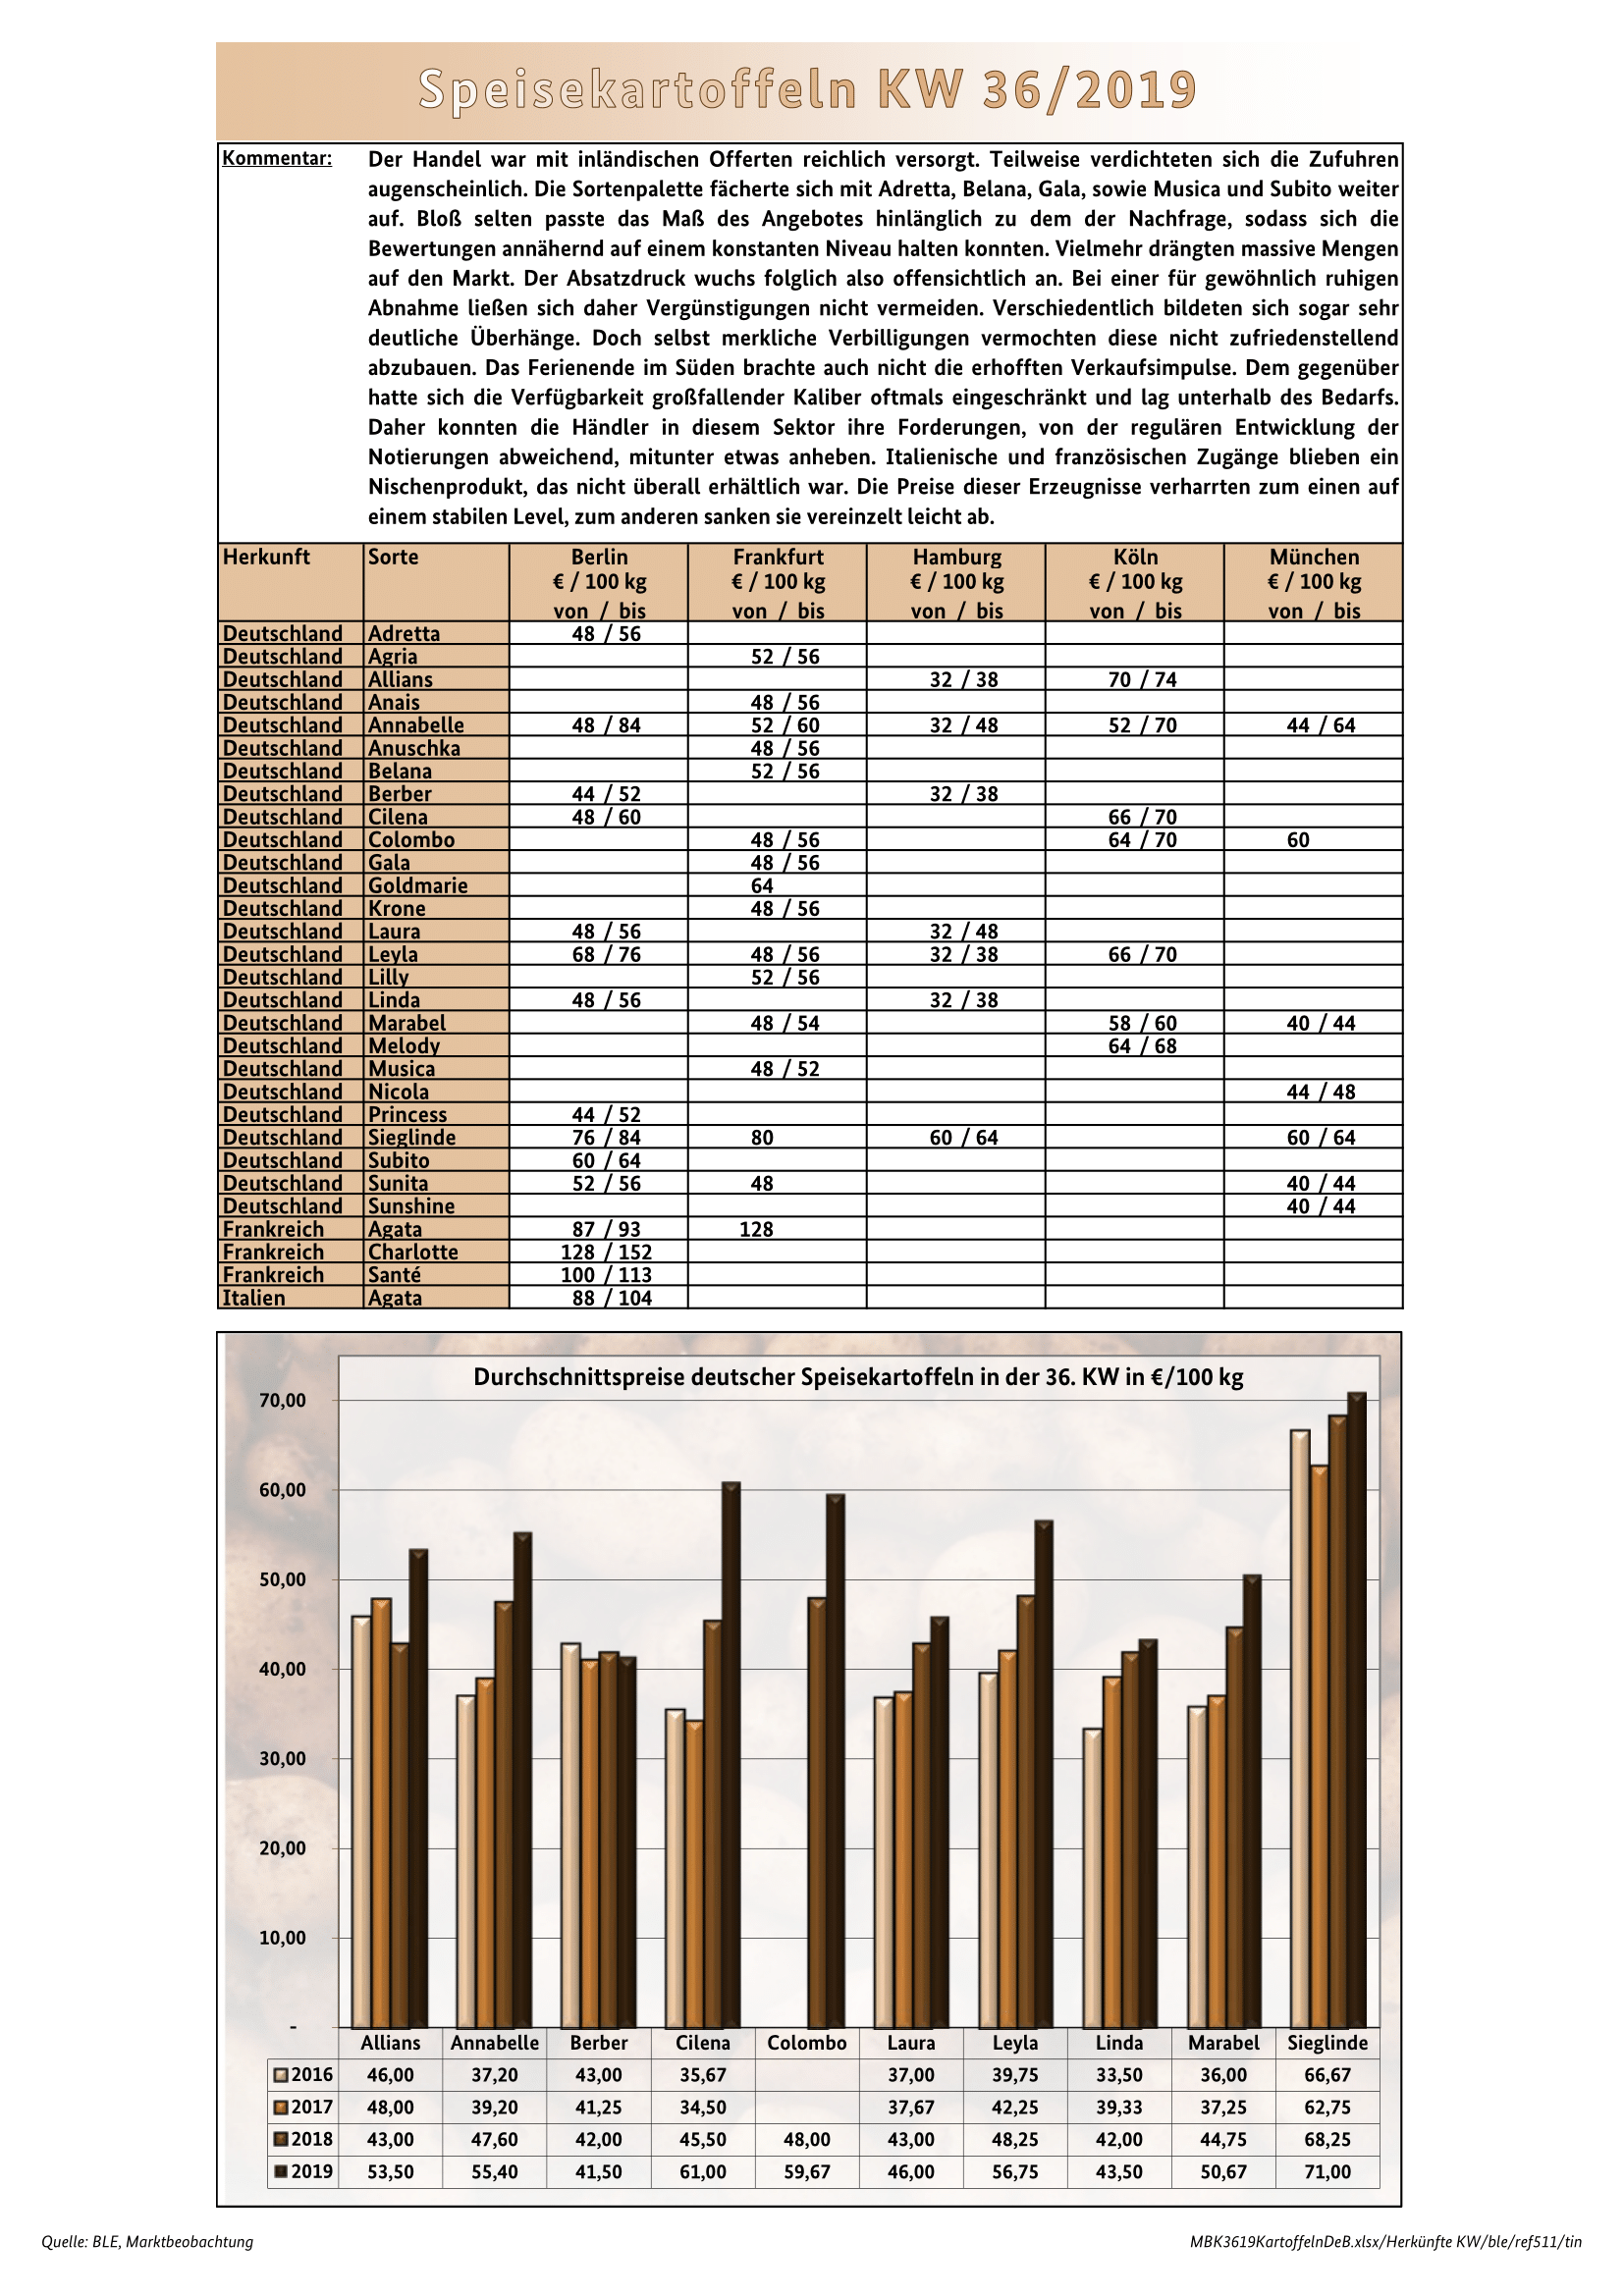 Speisekartoffeln KW 36/2019
Kommentar:
Der Handel war mit inländischen Offerten reichlich versorgt. Teilweise verdichteten sich die Zufuhren
augenscheinlich. Die Sortenpalette fächerte sich mit Adretta, Belana, Gala, sowie Musica und Subito weiter
auf. Bloß selten passte das Maß des Angebotes hinlänglich zu dem der Nachfrage, sodass sich die
Bewertungen annähernd auf einem konstanten Niveau halten konnten. Vielmehr drängten massive Mengen
auf den Markt. Der Absatzdruck wuchs folglich also offensichtlich an. Bei einer für gewöhnlich ruhigen
Abnahme ließen sich daher Vergünstigungen nicht vermeiden. Verschiedentlich bildeten sich sogar sehr
deutliche Überhänge. Doch selbst merkliche Verbilligungen vermochten diese nicht zufriedenstellend
abzubauen. Das Ferienende im Süden brachte auch nicht die erhofften Verkaufsimpulse. Dem gegenüber
hatte sich die Verfügbarkeit großfallender Kaliber oftmals eingeschränkt und lag unterhalb des Bedarfs.
Daher konnten die Händler in diesem Sektor ihre Forderungen, von der regulären Entwicklung der
Notierungen abweichend, mitunter etwas anheben. Italienische und französischen Zugänge blieben ein
Nischenprodukt, das nicht überall erhältlich war. Die Preise dieser Erzeugnisse verharrten zum einen auf
einem stabilen Level, zum anderen sanken sie vereinzelt leicht ab.
Herkunft Sorte Berlin Frankfurt Hamburg Köln München
€ / 100 kg € / 100 kg € / 100 kg € / 100 kg € / 100 kg
von / bis von / bis von / bis von / bis von / bis
Deutschland Adretta 48 / 56
Deutschland Agria 52 / 56
Deutschland Allians 32 / 38 70 / 74
Deutschland Anais 48 / 56
Deutschland Annabelle 48 / 84 52 / 60 32 / 48 52 / 70 44 / 64
Deutschland Anuschka 48 / 56
Deutschland Belana 52 / 56
Deutschland Berber 44 / 52 32 / 38
Deutschland Cilena 48 / 60 66 / 70
Deutschland Colombo 48 / 56 64 / 70 60
Deutschland Gala 48 / 56
Deutschland Goldmarie 64
Deutschland Krone 48 / 56
Deutschland Laura 48 / 56 32 / 48
Deutschland Leyla 68 / 76 48 / 56 32 / 38 66 / 70
Deutschland Lilly 52 / 56
Deutschland Linda 48 / 56 32 / 38
Deutschland Marabel 48 / 54 58 / 60 40 / 44
Deutschland Melody 64 / 68
Deutschland Musica 48 / 52
Deutschland Nicola 44 / 48
Deutschland Princess 44 / 52
Deutschland Sieglinde 76 / 84 80 60 / 64 60 / 64
Deutschland Subito 60 / 64
Deutschland Sunita 52 / 56 48 40 / 44
Deutschland Sunshine 40 / 44
Frankreich Agata 87 / 93 128
Frankreich Charlotte 128 / 152
Frankreich Santé 100 / 113
Italien Agata 88 / 104
Durchschnittspreise deutscher Speisekartoffeln in der 36. KW in €/100 kg
70,00
60,00
50,00
40,00
30,00
20,00
10,00
-
Allians Annabelle Berber Cilena Colombo Laura Leyla Linda Marabel Sieglinde
2016 46,00 37,20 43,00 35,67 37,00 39,75 33,50 36,00 66,67
2017 48,00 39,20 41,25 34,50 37,67 42,25 39,33 37,25 62,75
2018 43,00 47,60 42,00 45,50 48,00 43,00 48,25 42,00 44,75 68,25
2019 53,50 55,40 41,50 61,00 59,67 46,00 56,75 43,50 50,67 71,00
Quelle: BLE, Marktbeobachtung
MBK3619KartoffelnDeB.xlsx/Herkünfte KW/ble/ref511/tin